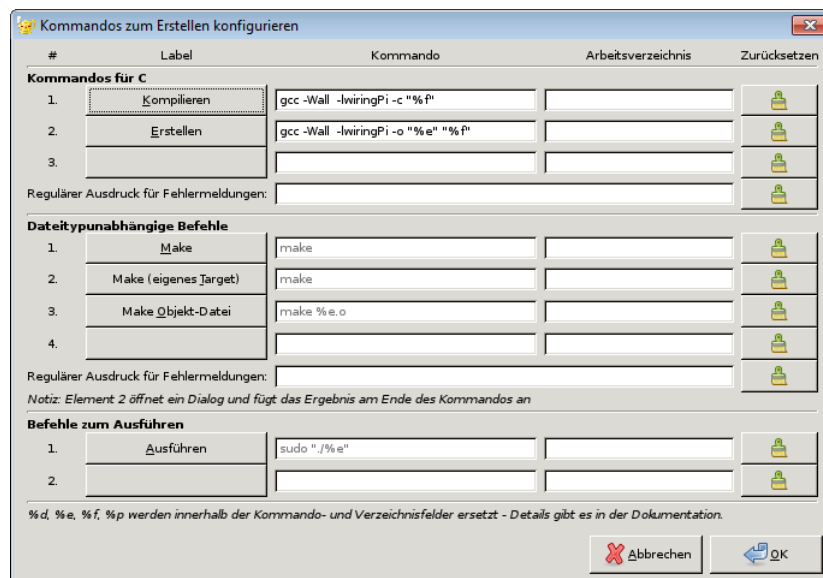 Kommandos zum Erstellen konfigurieren
# Label Kommando Arbeitsverzeichnis Zurücksetzen
Kommandos für C
1. Kompilieren gcc -Wall -lwiringPi -c "%f"
2. Erstellen gcc -Wall -lwiringPi -o "%e" "%f"
3.
Regulärer Ausdruck für Fehlermeldungen:
Dateitypunabhängige Befehle
1. Make make
2. Make (eigenes Target) make
3. Make Objekt-Datei make %e.o
4.
Regulärer Ausdruck für Fehlermeldungen:
Notiz: Element 2 öffnet ein Dialog und fügt das Ergebnis am Ende des Kommandos an
Befehle zum Ausführen
1. Ausführen sudo "./%e"
2.
%d, %e, %f, %p werden innerhalb der Kommando- und Verzeichnisfelder ersetzt - Details gibt es in der Dokumentation.
Abbrechen OK